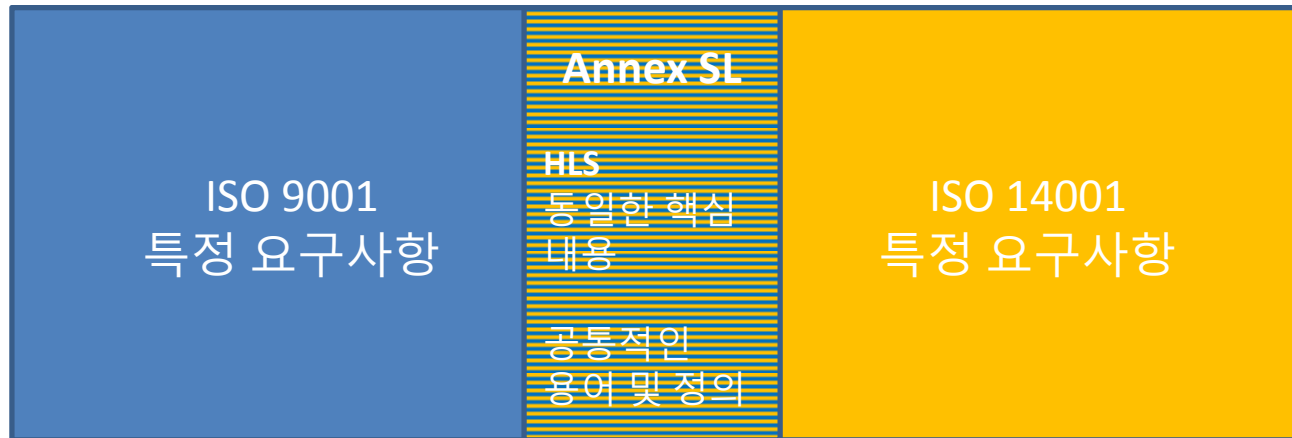 ISO 9001
특정 요구사항
Annex SL
HLS
동일한 핵심
내용
공통적인
용어 및 정의
ISO 14001
특정 요구사항